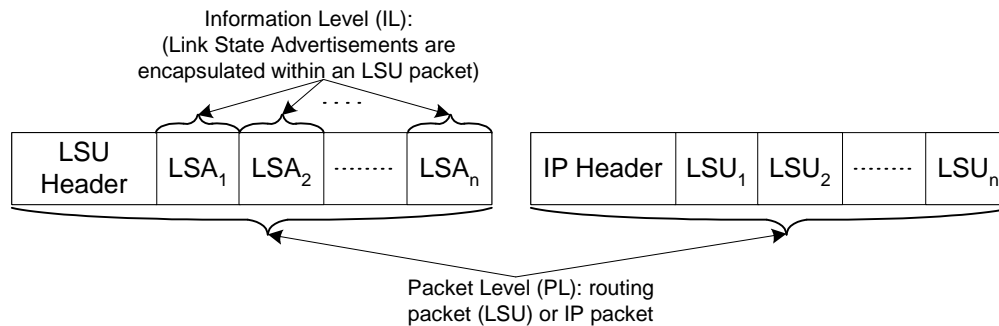 Information Level (IL):
(Link State Advertisements are
encapsulated within an LSU packet)
. . . .
LSU Header LSA₁ LSA₂ ........ LSAₙ IP Header LSU₁ LSU₂ ........ LSUₙ
Packet Level (PL): routing
packet (LSU) or IP packet